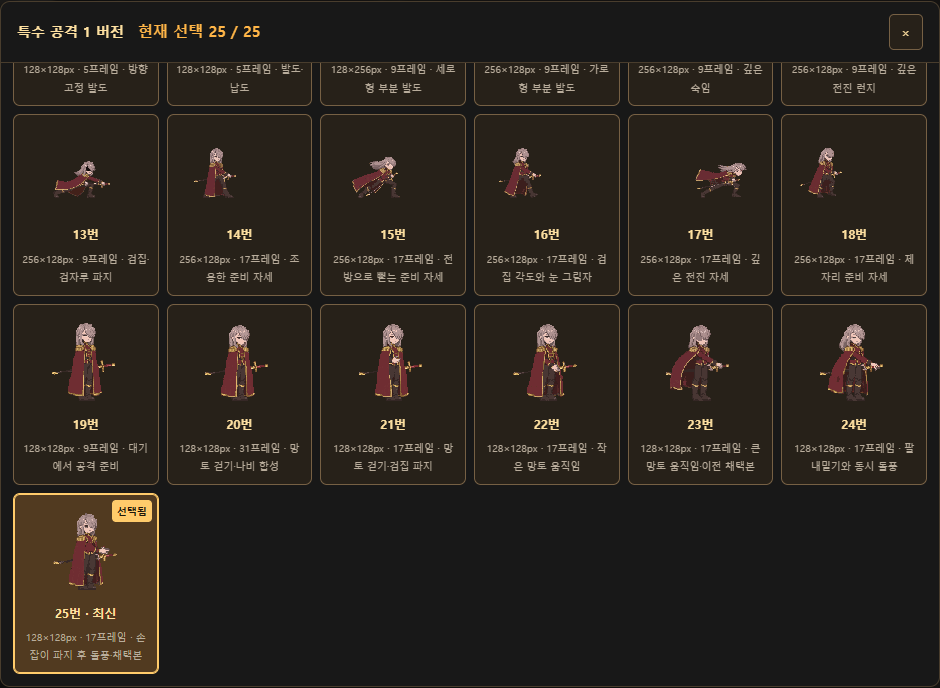 특수 공격 1 버전 현재 선택 25 / 25
×
128×128px · 5프레임 · 방향
고정 발도
128×128px · 5프레임 · 발도·
납도
128×256px · 9프레임 · 세로
형 부분 발도
256×128px · 9프레임 · 가로
형 부분 발도
256×128px · 9프레임 · 깊은
숙임
256×128px · 9프레임 · 깊은
전진 런지
13번
256×128px · 9프레임 · 검집·
검자루 파지
14번
256×128px · 17프레임 · 조
용한 준비 자세
15번
256×128px · 17프레임 · 전
방으로 뻗는 준비 자세
16번
256×128px · 17프레임 · 검
집 각도와 눈 그림자
17번
256×128px · 17프레임 · 깊
은 전진 자세
18번
256×128px · 17프레임 · 제
자리 준비 자세
19번
128×128px · 9프레임 · 대기
에서 공격 준비
20번
128×128px · 31프레임 · 망
토 걷기·나비 합성
21번
128×128px · 17프레임 · 망
토 걷기·검집 파지
22번
128×128px · 17프레임 · 작
은 망토 움직임
23번
128×128px · 17프레임 · 큰
망토 움직임·이전 채택본
24번
128×128px · 17프레임 · 팔
내밀기와 동시 돌풍
선택됨
25번 · 최신
128×128px · 17프레임 · 손
잡이 파지 후 돌풍·채택본